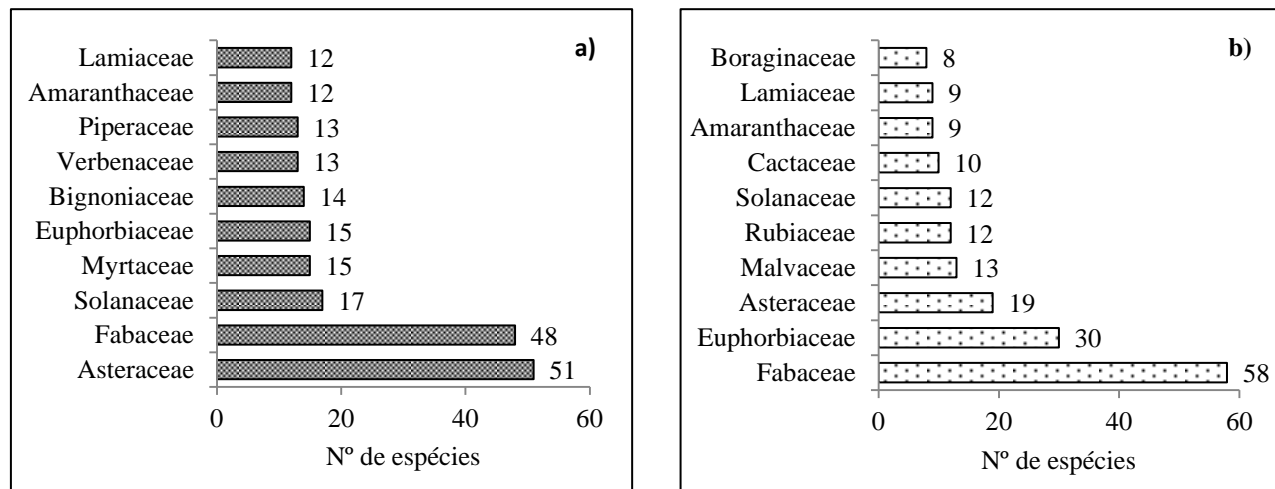 a)
Lamiaceae 12
Amaranthaceae 12
Piperaceae 13
Verbenaceae 13
Bignoniaceae 14
Euphorbiaceae 15
Myrtaceae 15
Solanaceae 17
Fabaceae 48
Asteraceae 51
0 20 40 60
Nº de espécies
b)
Boraginaceae 8
Lamiaceae 9
Amaranthaceae 9
Cactaceae 10
Solanaceae 12
Rubiaceae 12
Malvaceae 13
Asteraceae 19
Euphorbiaceae 30
Fabaceae 58
0 20 40 60
Nº de espécies